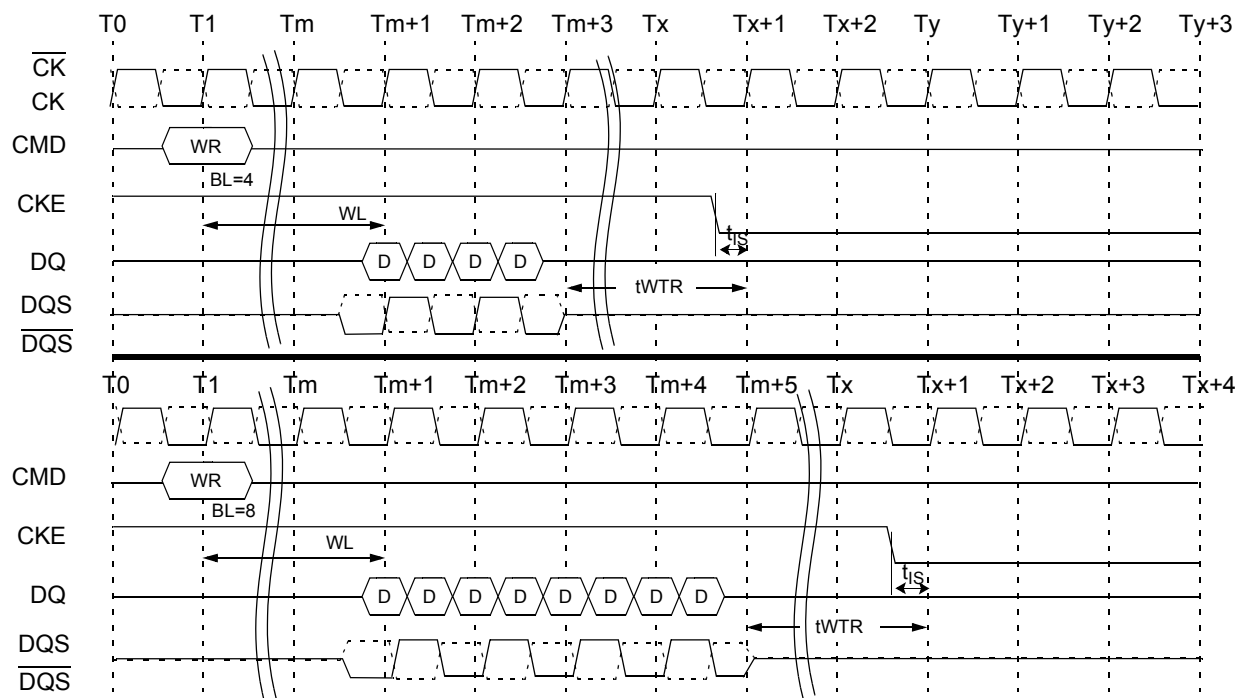 T0 T1 Tm Tm+1 Tm+2 Tm+3 Tx Tx+1 Tx+2 Ty Ty+1 Ty+2 Ty+3
CK
CK
CMD WR
BL=4
CKE
WL
tIS
DQ D D D D
tWTR
DQS
DQS
T0 T1 Tm Tm+1 Tm+2 Tm+3 Tm+4 Tm+5 Tx Tx+1 Tx+2 Tx+3 Tx+4
CMD WR
BL=8
CKE
WL
tIS
DQ D D D D D D D D
tWTR
DQS
DQS